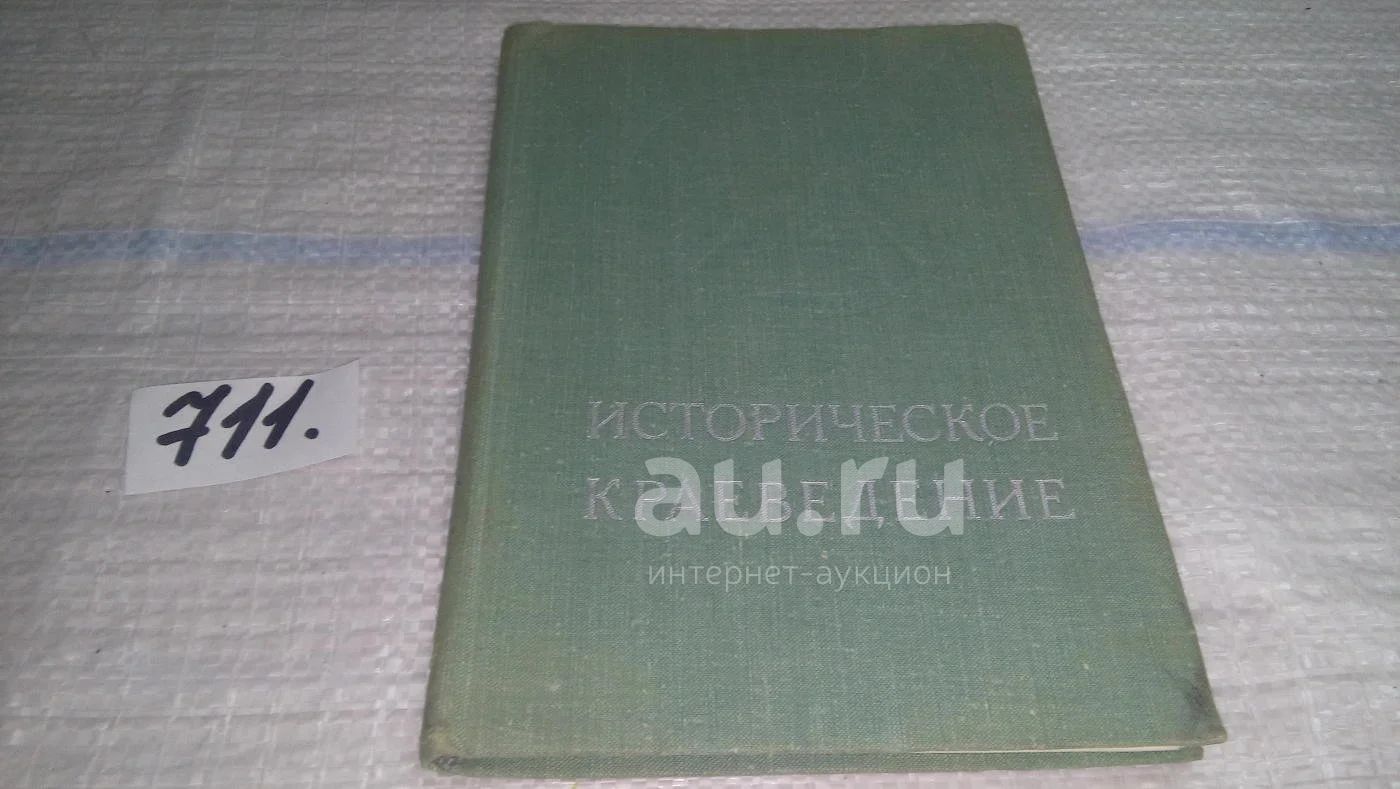 711.
ИСТОРИЧЕСКОЕ
КРАЕВЕДЕНИЕ
au.ru
интернет-аукцион